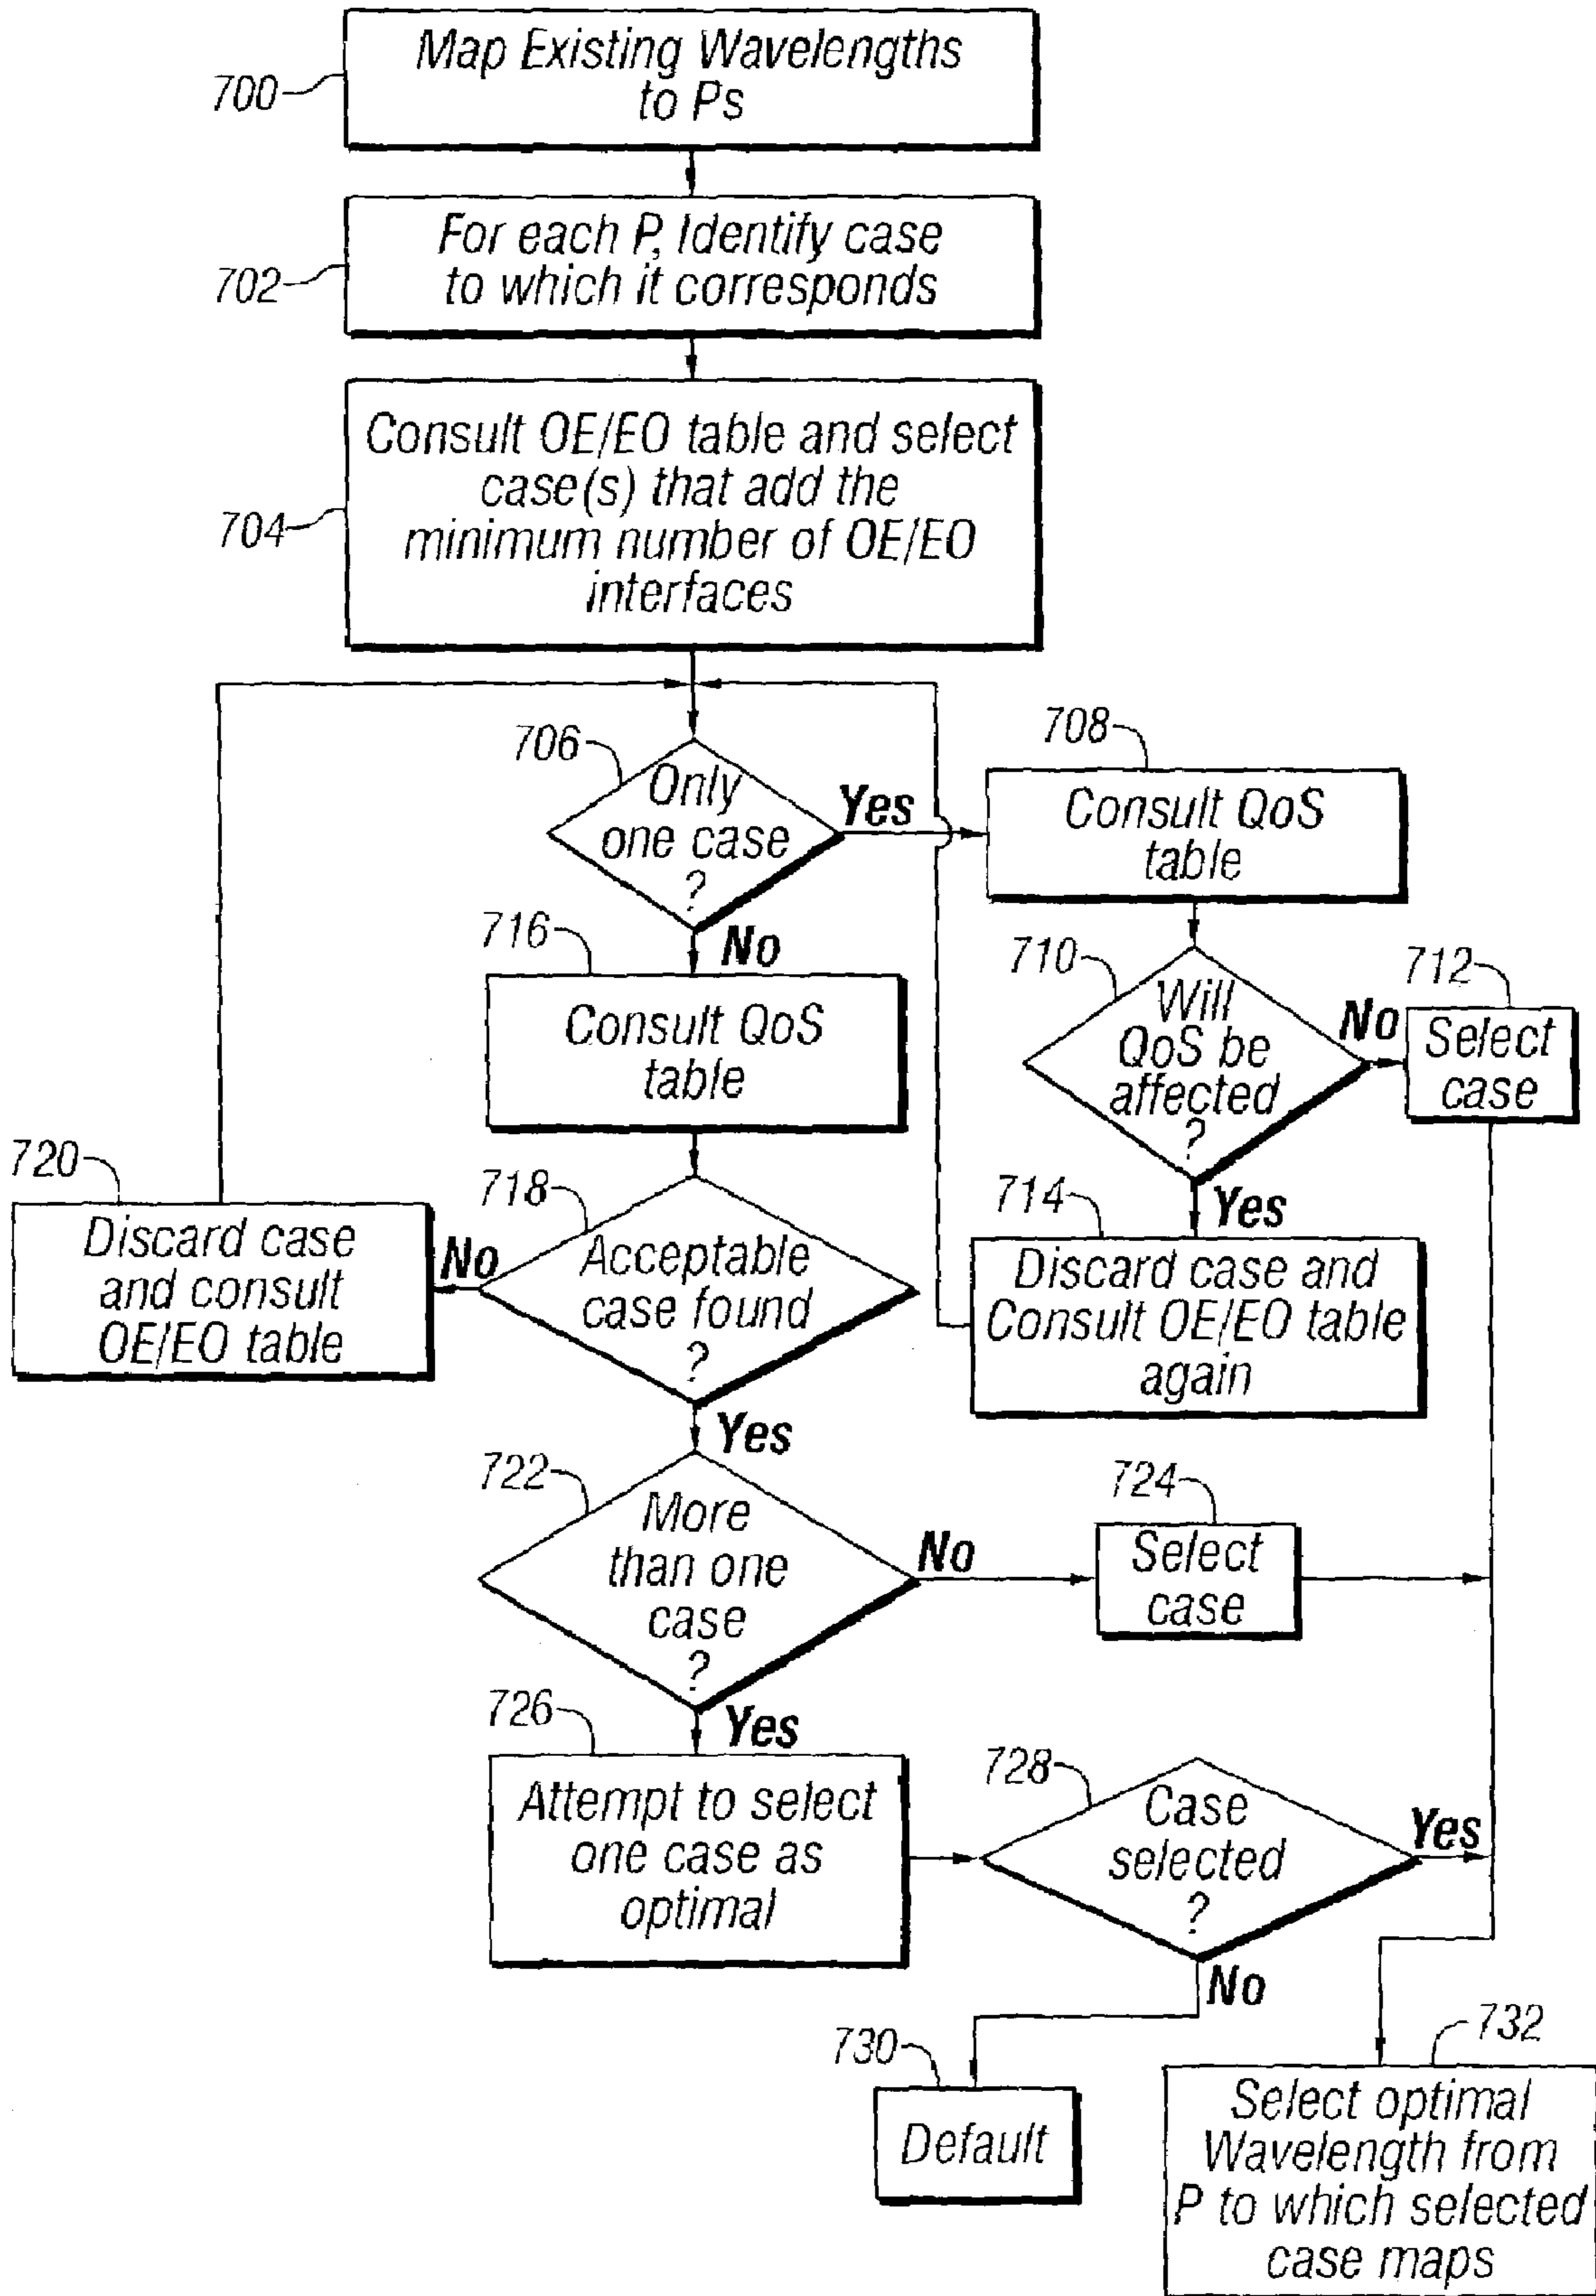 Map Existing Wavelengths
to Ps
700
For each P, Identify case
to which it corresponds
702
Consult OE/EO table and select
case(s) that add the
minimum number of OE/EO
interfaces
704
706
Only
one case
?
Yes
No
708
Consult QoS
table
710
Will
QoS be
affected
?
No
Yes
712
Select
case
714
Discard case and
Consult OE/EO table
again
716
Consult QoS
table
718
Acceptable
case found
?
No
Yes
720
Discard case
and consult
OE/EO table
722
More
than one
case
?
No
Yes
724
Select
case
726
Attempt to select
one case as
optimal
728
Case
selected
?
Yes
No
730
Default
732
Select optimal
Wavelength from
P to which selected
case maps